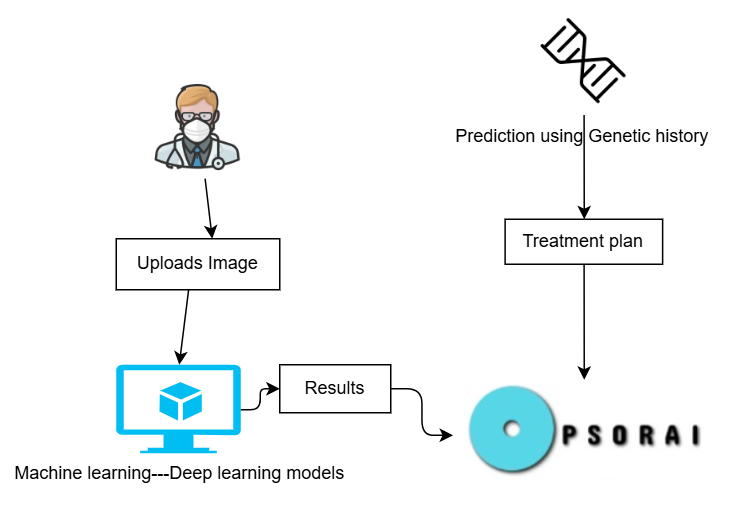 Prediction using Genetic history
Treatment plan
Uploads Image
Results
PSORAI
Machine learning---Deep learning models